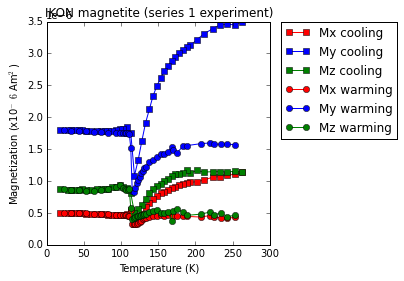 1e−6
IKON magnetite (series 1 experiment)
Magnetization (x10⁻ 6 Am²)
3.5
3.0
2.5
2.0
1.5
1.0
0.5
0.0
0 50 100 150 200 250 300
Temperature (K)
Mx cooling
My cooling
Mz cooling
Mx warming
My warming
Mz warming